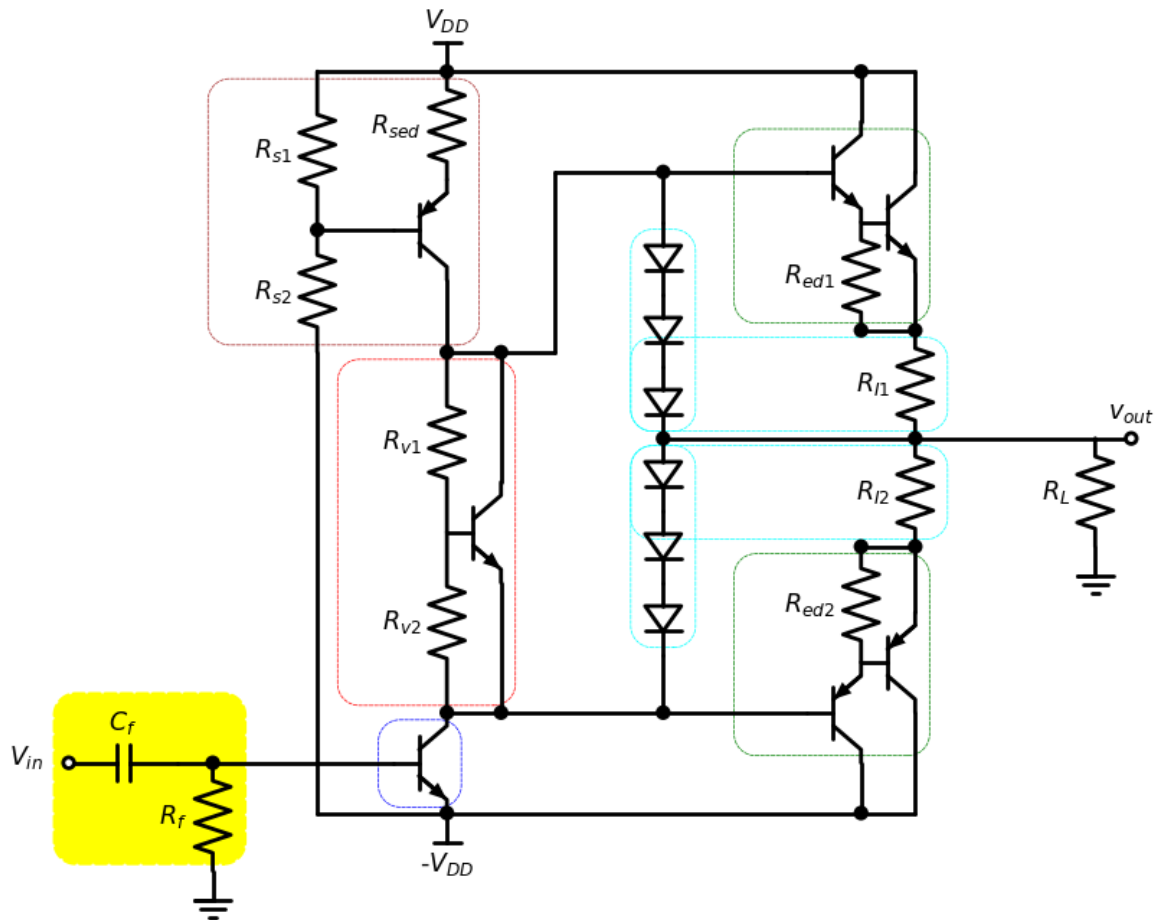 V_DD
R_sed
R_s1
R_s2
R_ed1
R_l1
v_out
R_v1
R_l2
R_L
R_ed2
R_v2
C_f
V_in
R_f
-V_DD